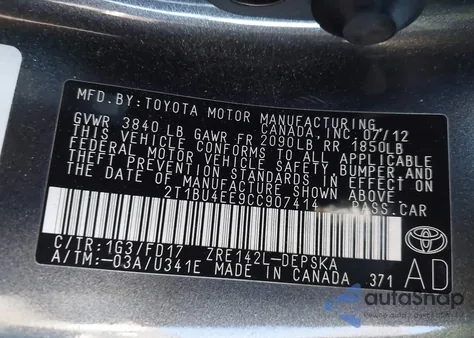 MFD. BY: TOYOTA MOTOR MANUFACTURING
CANADA, INC. 07/12
GVWR 3840 LB GAWR FR 2090LB RR 1850LB
THIS VEHICLE CONFORMS TO ALL APPLICABLE
FEDERAL MOTOR VEHICLE SAFETY, BUMPER AND
THEFT PREVENTION STANDARDS IN EFFECT ON
THE DATE OF MANUFACTURE SHOWN ABOVE.
2T1BU4EE9CC907414 PASS.CAR
C/TR:1G3/FD17 ZRE142L-DEPSKA
A/TM:-03A/U341E MADE IN CANADA 371
AD
TOYOTA
autosnap